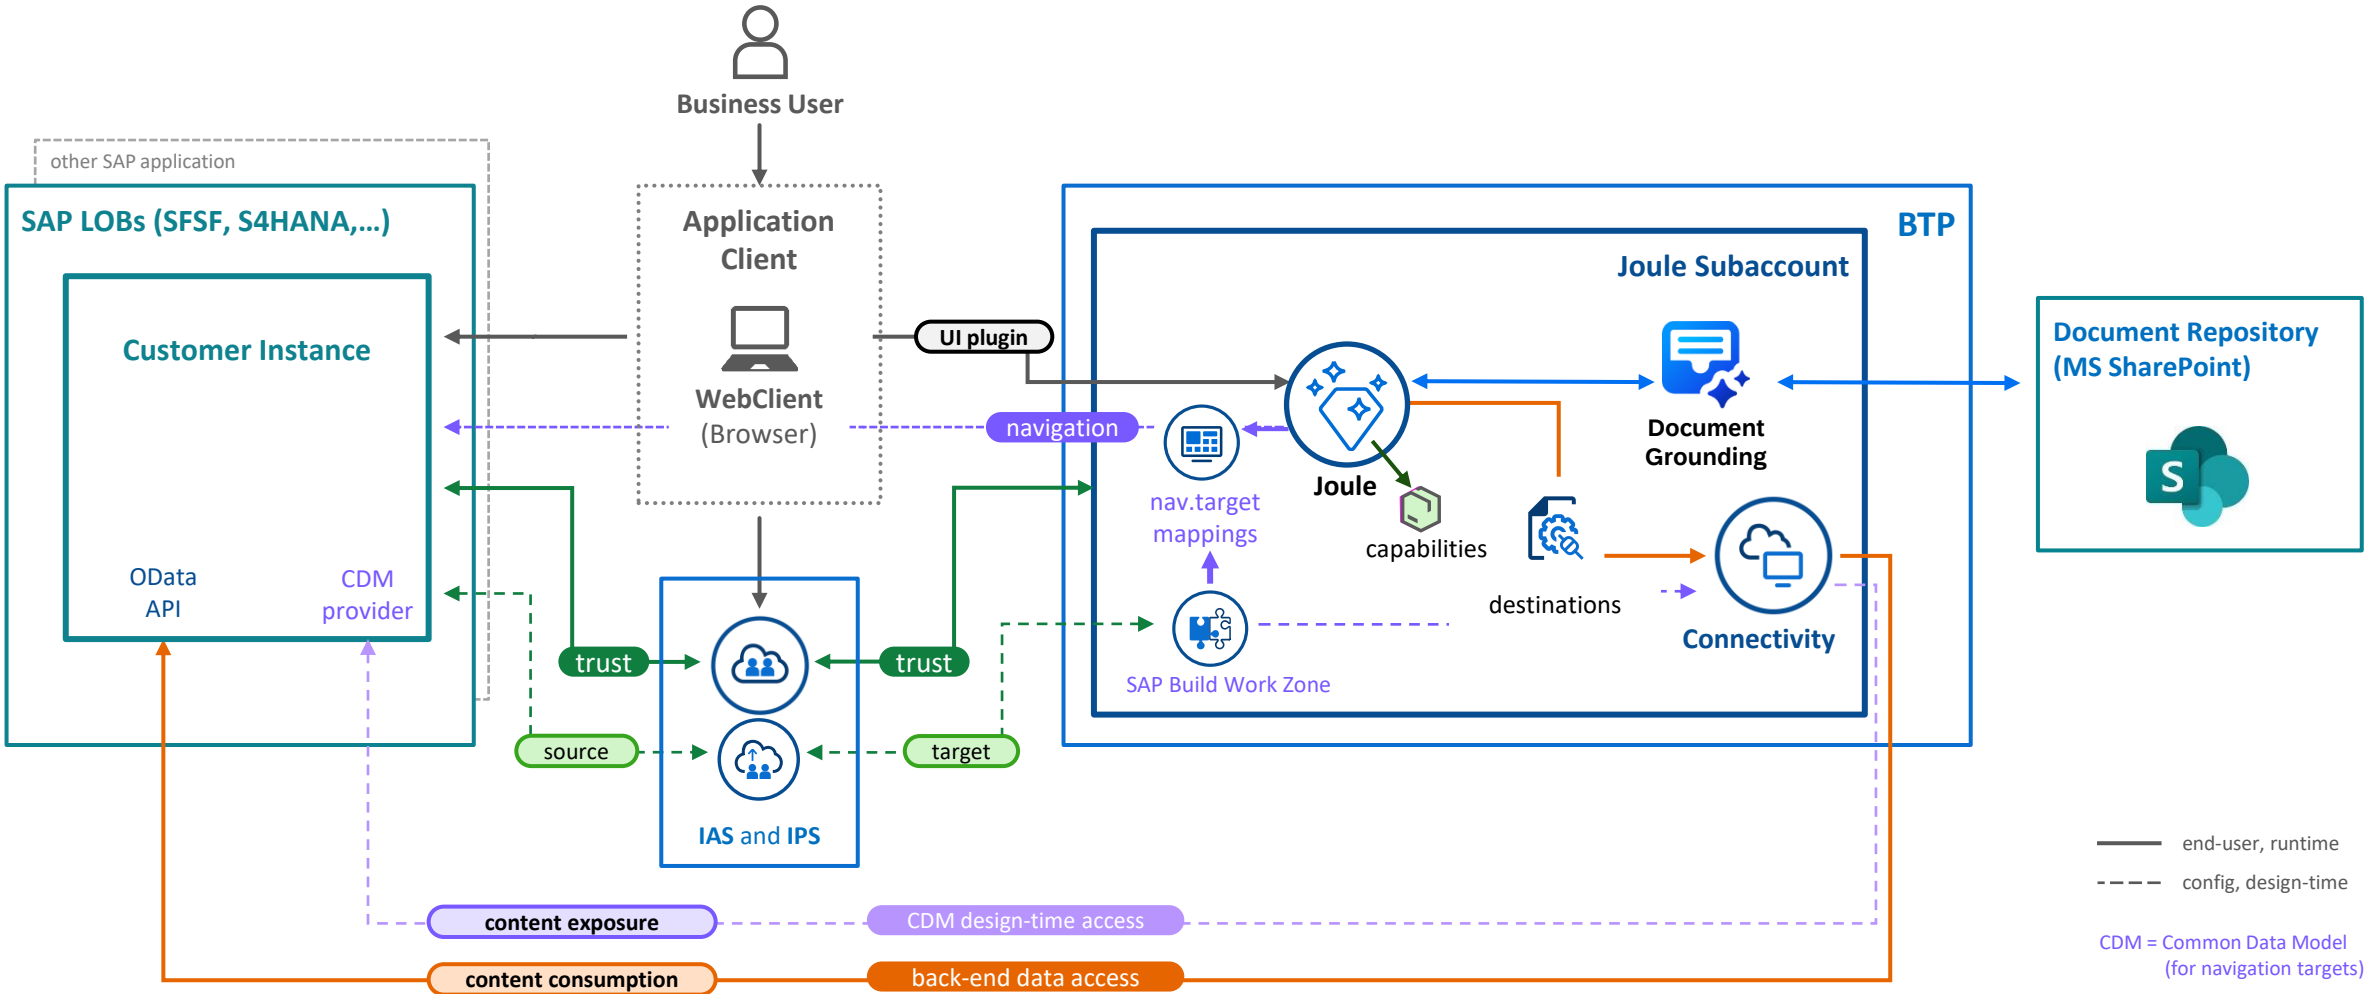 Business User
other SAP application
SAP LOBs (SFSF, S4HANA,...)
Customer Instance
OData
API
CDM
provider
Application
Client
WebClient
(Browser)
UI plugin
navigation
trust
trust
source
target
IAS and IPS
BTP
Joule Subaccount
Joule
nav.target
mappings
capabilities
SAP Build Work Zone
destinations
Document
Grounding
Connectivity
Document Repository
(MS SharePoint)
S
content exposure
CDM design-time access
content consumption
back-end data access
end-user, runtime
config, design-time
CDM = Common Data Model
(for navigation targets)